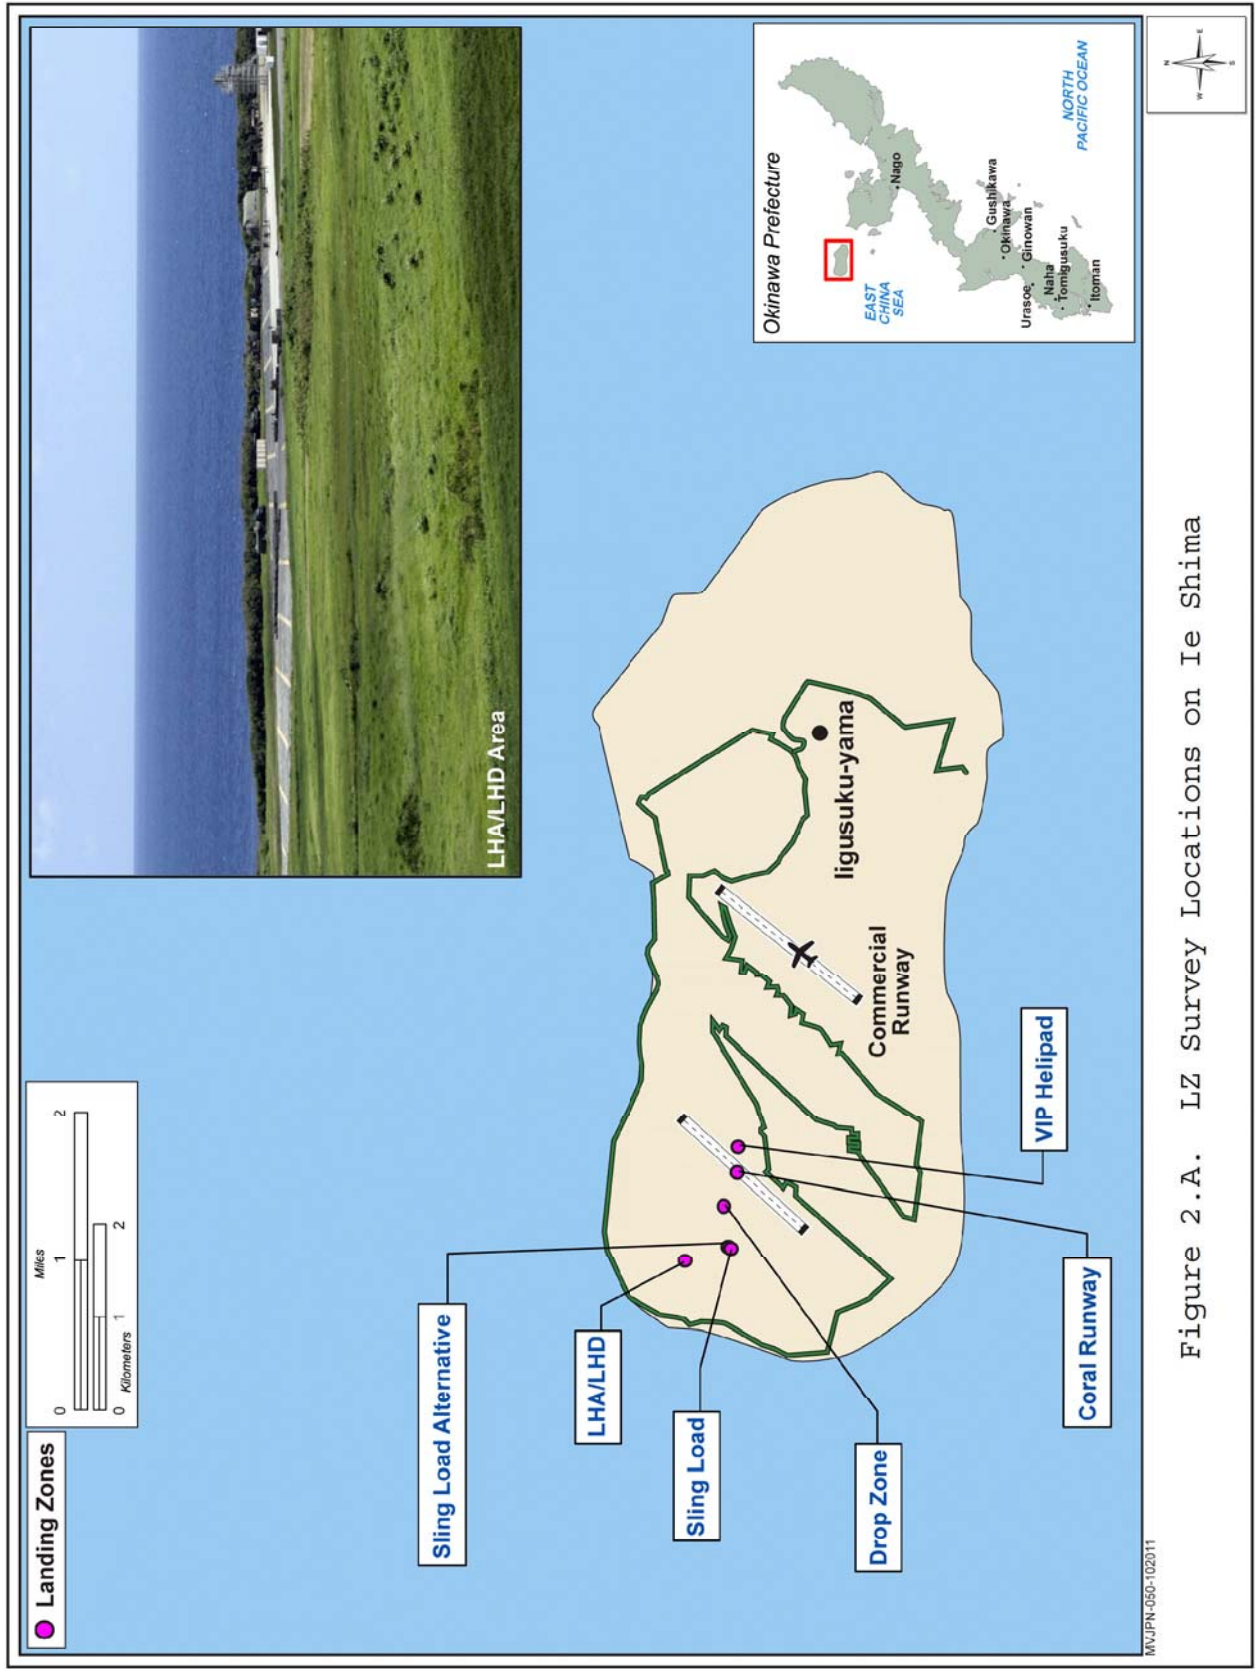 Landing Zones
Miles
0 1 2
0 1 2
Kilometers
LHA/LHD Area
Sling Load Alternative
LHA/LHD
Sling Load
Drop Zone
Coral Runway
VIP Helipad
Commercial
Runway
Iigusuku-yama
Okinawa Prefecture
EAST
CHINA
SEA
Nago
Gushikawa
Okinawa
Ginowan
Urasoe
Naha
Tomigusuku
Itoman
NORTH
PACIFIC OCEAN
N
W E
S
MVJPN-050-102011
Figure 2.A. LZ Survey Locations on Ie Shima